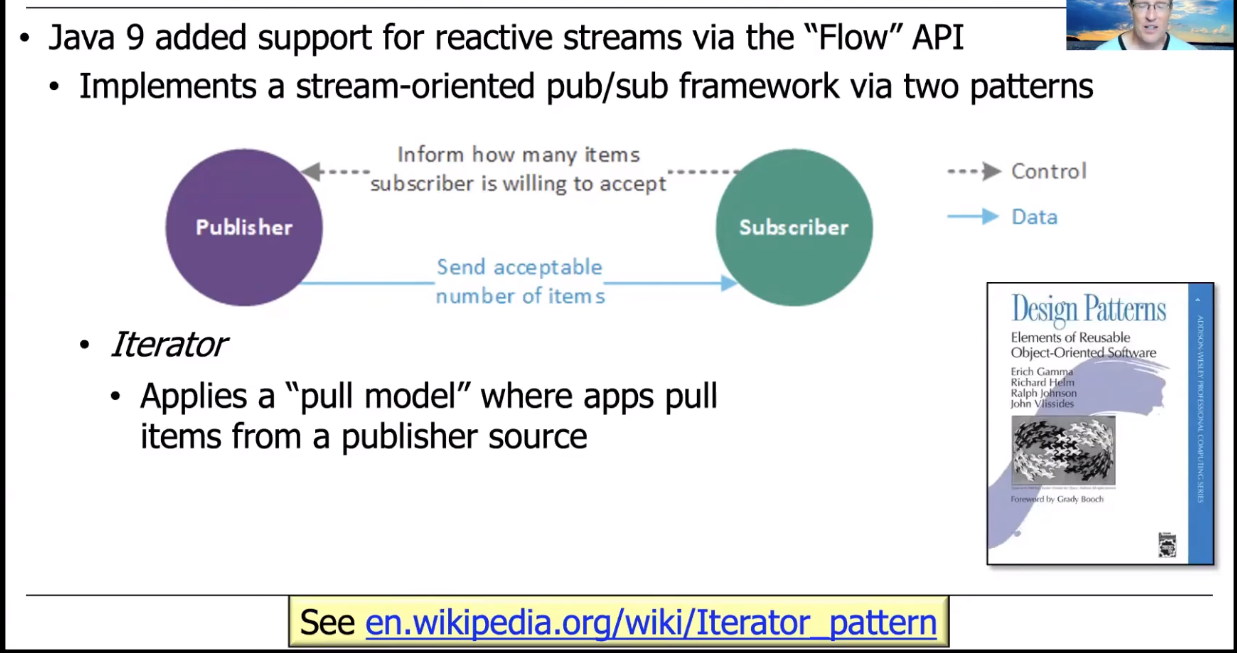 • Java 9 added support for reactive streams via the “Flow” API
• Implements a stream-oriented pub/sub framework via two patterns
Inform how many items
subscriber is willing to accept
Publisher
Subscriber
Control
Data
Send acceptable
number of items
• Iterator
• Applies a “pull model” where apps pull
items from a publisher source
Design Patterns
Elements of Reusable
Object-Oriented Software
Erich Gamma
Richard Helm
Ralph Johnson
John Vlissides
Foreword by Grady Booch
ADDISON-WESLEY PROFESSIONAL COMPUTING SERIES
See en.wikipedia.org/wiki/Iterator_pattern